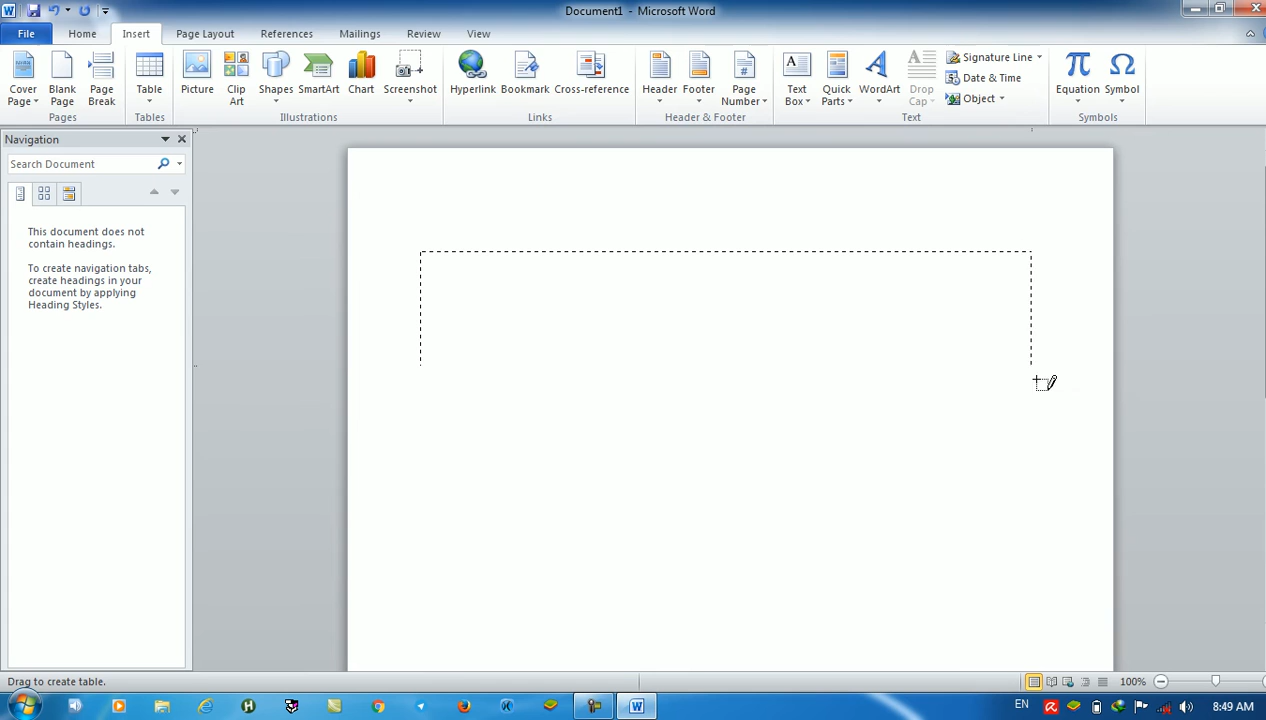 Document1 - Microsoft Word
File Home Insert Page Layout References Mailings Review View
Cover Page
Blank Page
Page Break
Table
Picture
Clip Art
Shapes
SmartArt
Chart
Screenshot
Hyperlink
Bookmark
Cross-reference
Header
Footer
Page Number
Text Box
Quick Parts
WordArt
Drop Cap
Signature Line
Date & Time
Object
Equation
Symbol
Pages Tables Illustrations Links Header & Footer Text Symbols
Navigation
Search Document
This document does not
contain headings.
To create navigation tabs,
create headings in your
document by applying
Heading Styles.
Drag to create table.
100%
EN
8:49 AM